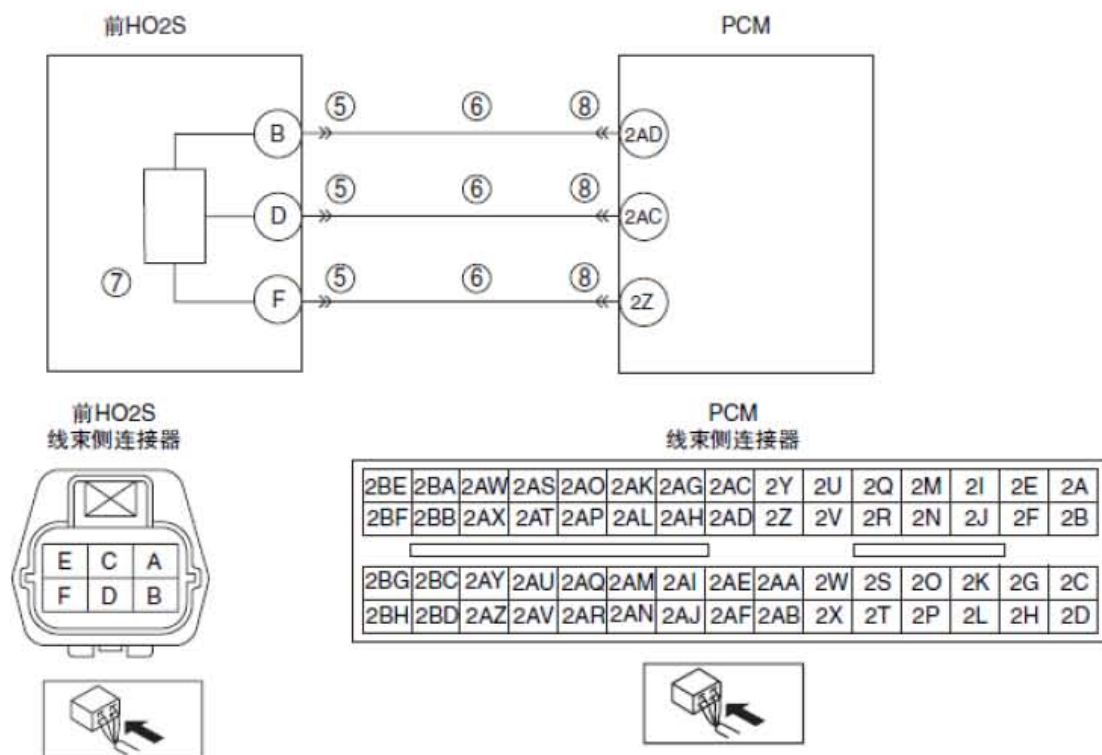 前HO2S
PCM
B ⑤ ⑥ ⑧ 2AD
D ⑤ ⑥ ⑧ 2AC
F ⑤ ⑥ ⑧ 2Z
⑦
前HO2S
线束侧连接器
E C A
F D B
PCM
线束侧连接器
2BE 2BA 2AW 2AS 2AO 2AK 2AG 2AC 2Y 2U 2Q 2M 2I 2E 2A
2BF 2BB 2AX 2AT 2AP 2AL 2AH 2AD 2Z 2V 2R 2N 2J 2F 2B
2BG 2BC 2AY 2AU 2AQ 2AM 2AI 2AE 2AA 2W 2S 2O 2K 2G 2C
2BH 2BD 2AZ 2AV 2AR 2AN 2AJ 2AF 2AB 2X 2T 2P 2L 2H 2D